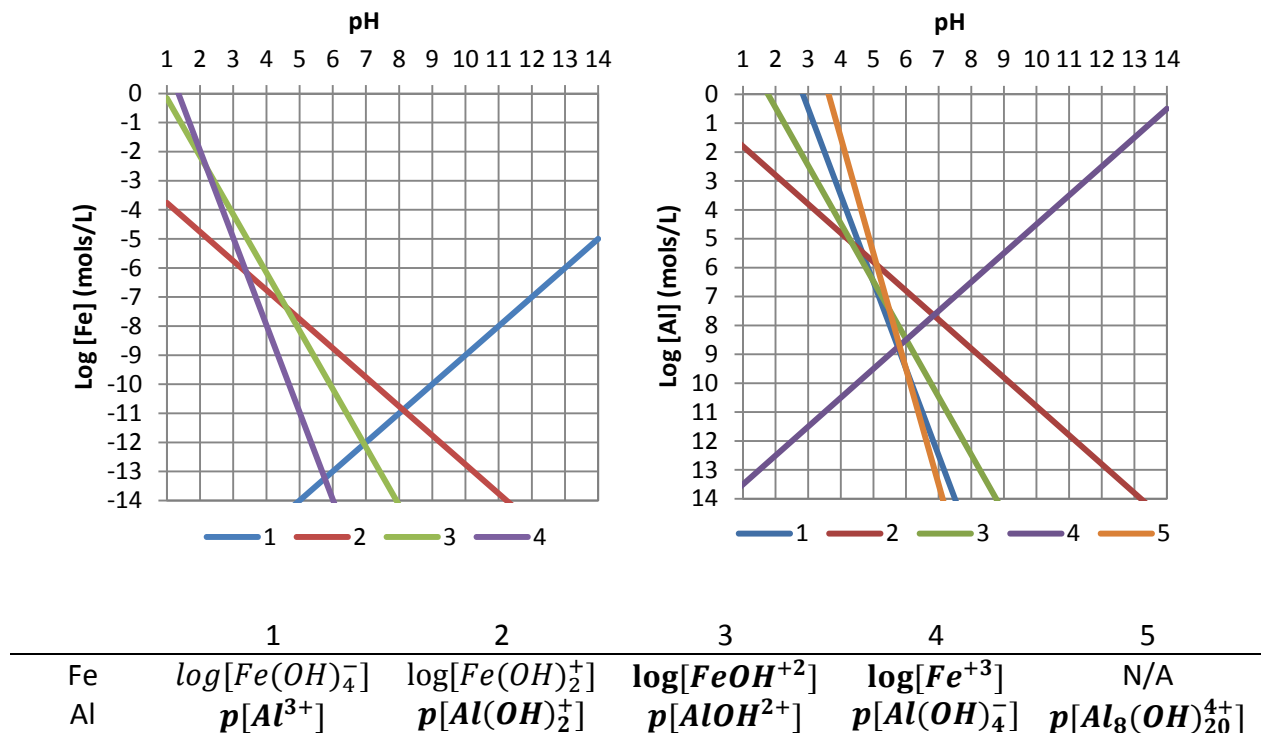 pH
1 2 3 4 5 6 7 8 9 10 11 12 13 14
0
-1
-2
-3
-4
-5
-6
-7
-8
-9
-10
-11
-12
-13
-14
Log [Fe] (mols/L)
1 2 3 4
pH
1 2 3 4 5 6 7 8 9 10 11 12 13 14
0
1
2
3
4
5
6
7
8
9
10
11
12
13
14
Log [Al] (mols/L)
1 2 3 4 5
1 2 3 4 5
Fe log[Fe(OH)₄⁻] log[Fe(OH)₂⁺] log[FeOH⁺²] log[Fe⁺³] N/A
Al p[Al³⁺] p[Al(OH)₂⁺] p[AlOH²⁺] p[Al(OH)₄⁻] p[Al₈(OH)₂₀⁴⁺]